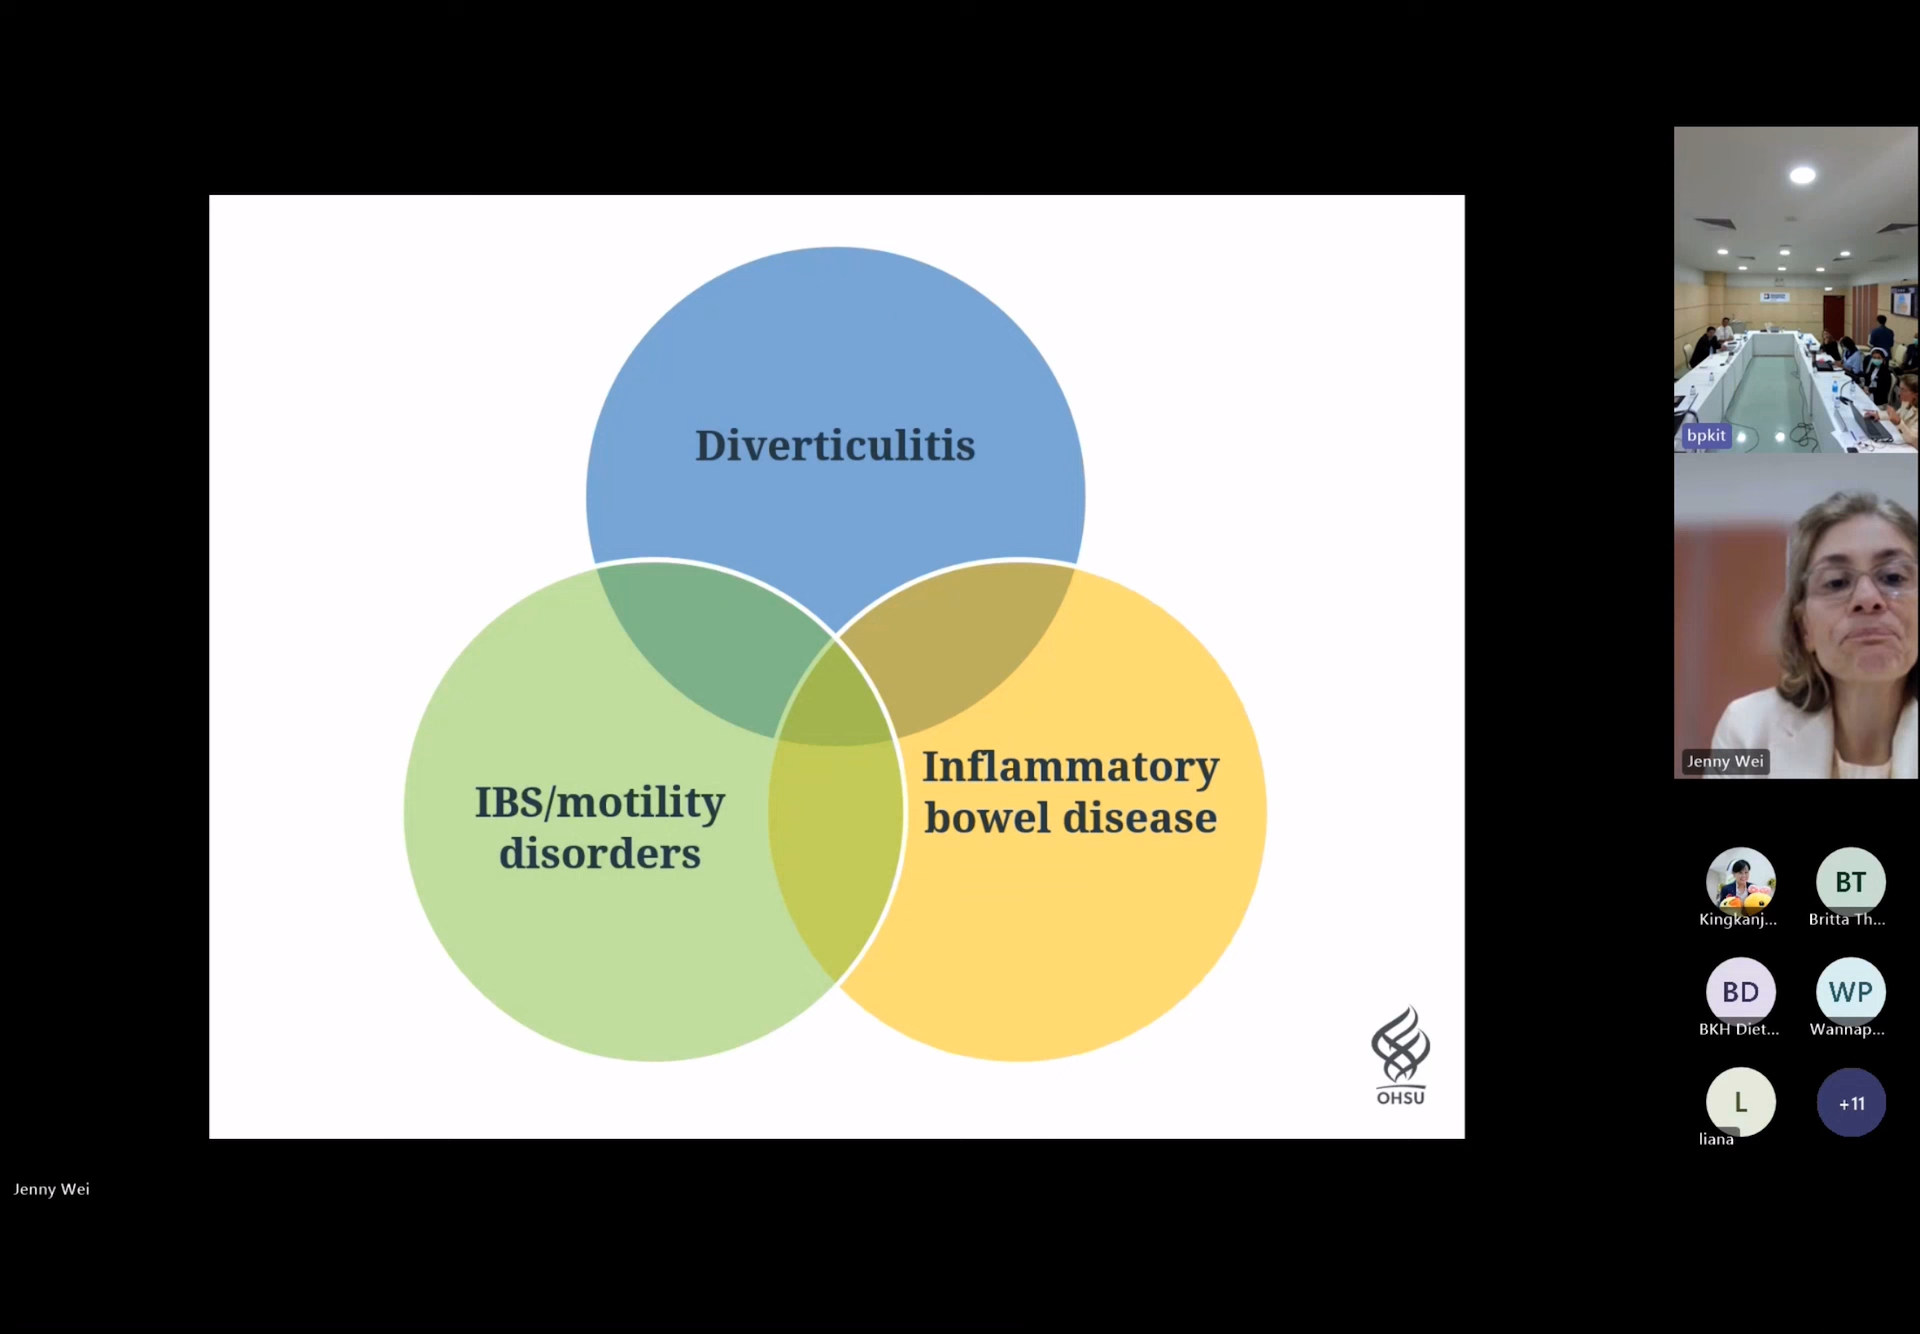 Diverticulitis
IBS/motility
disorders
Inflammatory
bowel disease
OHSU
bpkit
Jenny Wei
Kingkanj...
BT
Britta Th...
BD
BKH Diet...
WP
Wannap...
L
liana
+11
Jenny Wei